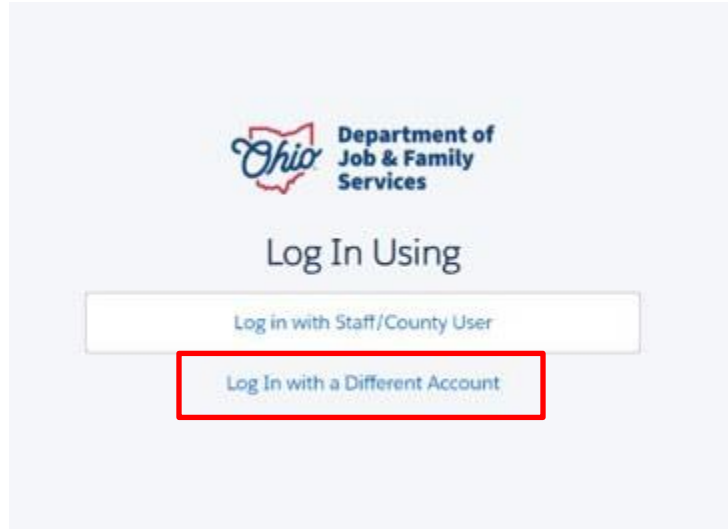 Ohio
Department of
Job & Family
Services
Log In Using
Log in with Staff/County User
Log In with a Different Account